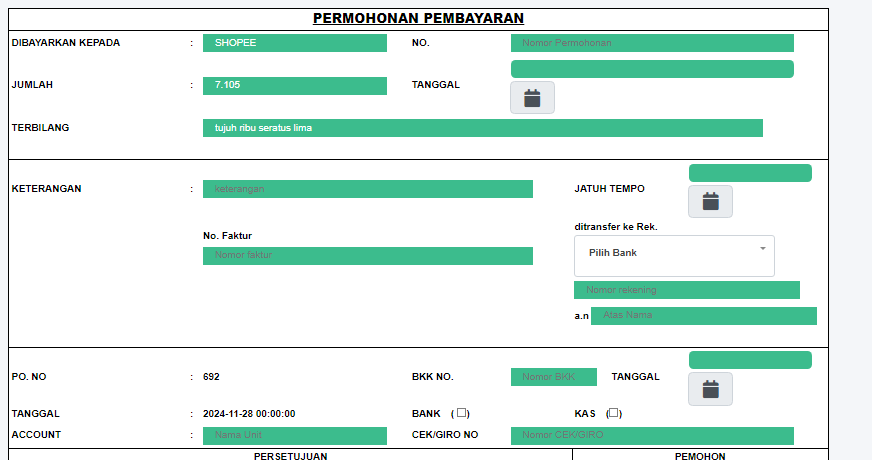 PERMOHONAN PEMBAYARAN
DIBAYARKAN KEPADA : SHOPEE NO. Nomor Permohonan
JUMLAH : 7.105 TANGGAL
TERBILANG tujuh ribu seratus lima
KETERANGAN : keterangan JATUH TEMPO
ditransfer ke Rek.
No. Faktur
Nomor faktur Pilih Bank
Nomor rekening
a.n Atas Nama
PO. NO : 692 BKK NO. Nomor BKK TANGGAL
TANGGAL : 2024-11-28 00:00:00 BANK (☐) KAS (☐)
ACCOUNT : Nama Unit CEK/GIRO NO Nomor CEK/GIRO
PERSETUJUAN PEMOHON